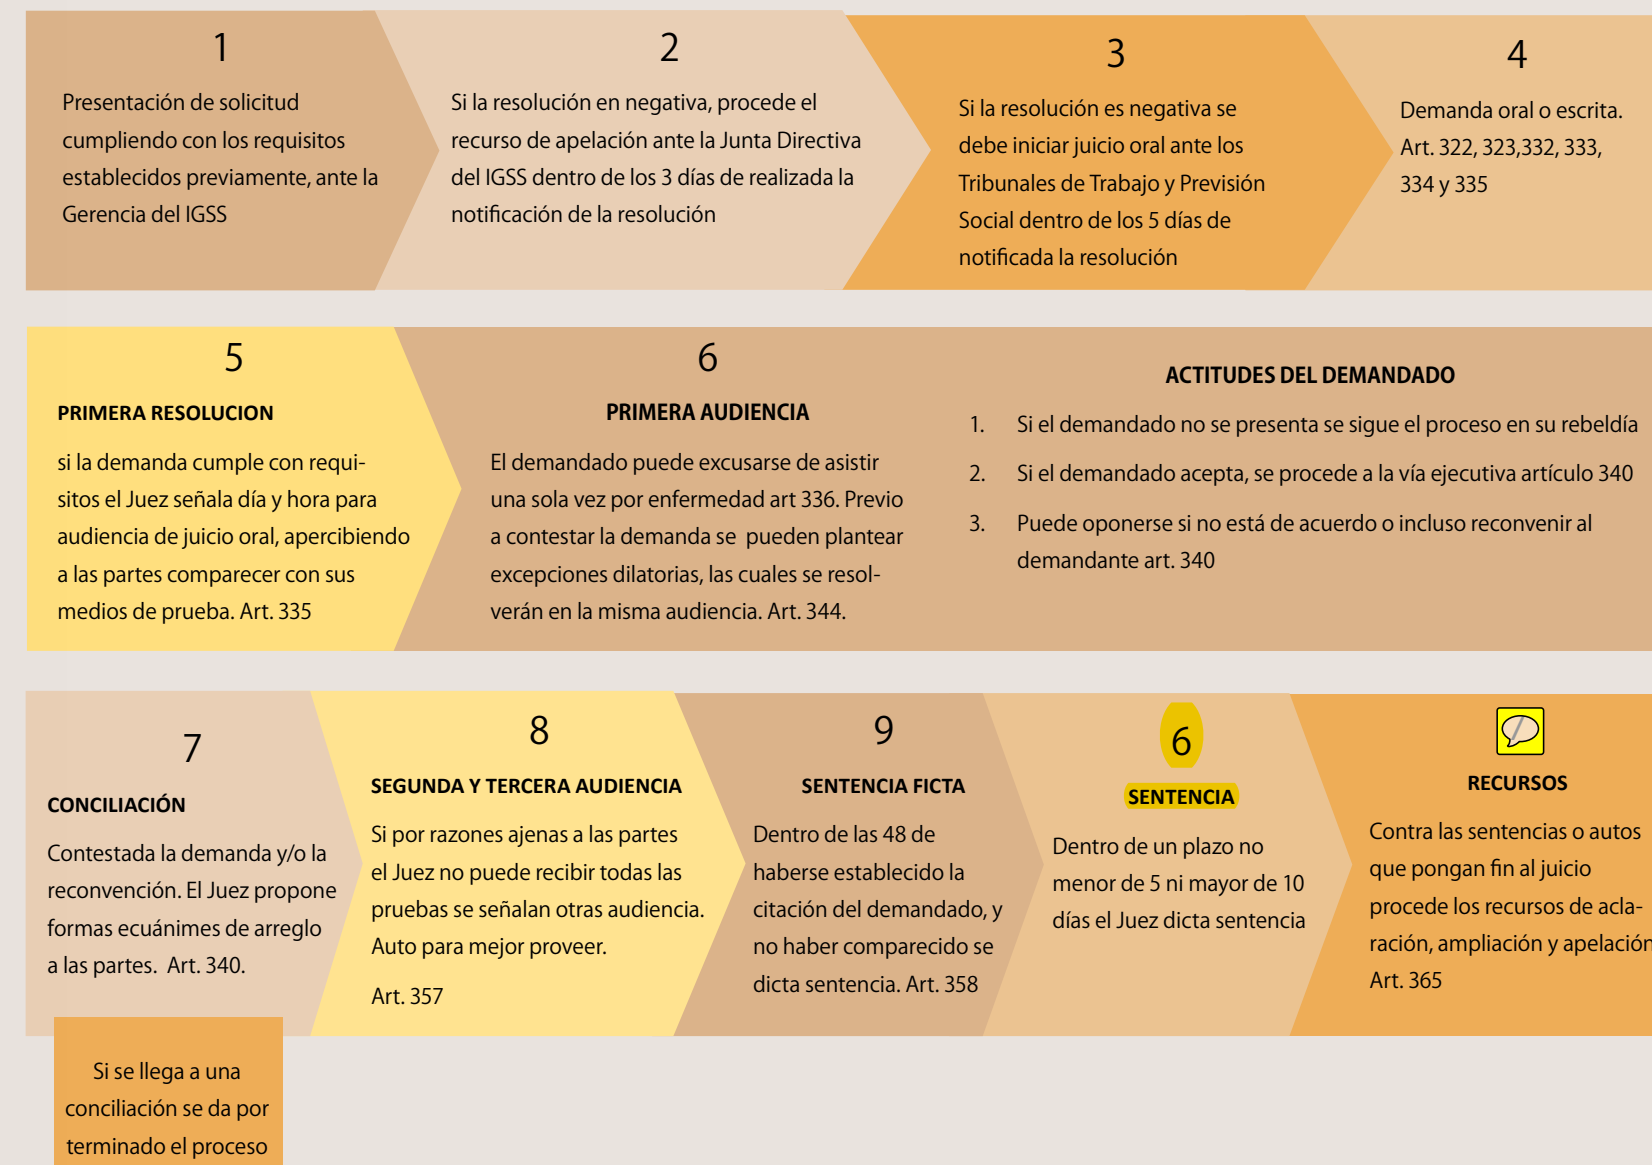 1
Presentación de solicitud
cumpliendo con los requisitos
establecidos previamente, ante la
Gerencia del IGSS
2
Si la resolución en negativa, procede el
recurso de apelación ante la Junta Directiva
del IGSS dentro de los 3 días de realizada la
notificación de la resolución
3
Si la resolución es negativa se
debe iniciar juicio oral ante los
Tribunales de Trabajo y Previsión
Social dentro de los 5 días de
notificada la resolución
4
Demanda oral o escrita.
Art. 322, 323,332, 333,
334 y 335
5
PRIMERA RESOLUCION
si la demanda cumple con requi-
sitos el Juez señala día y hora para
audiencia de juicio oral, apercibiendo
a las partes comparecer con sus
medios de prueba. Art. 335
6
PRIMERA AUDIENCIA
El demandado puede excusarse de asistir
una sola vez por enfermedad art 336. Previo
a contestar la demanda se pueden plantear
excepciones dilatorias, las cuales se resol-
verán en la misma audiencia. Art. 344.
ACTITUDES DEL DEMANDADO
1. Si el demandado no se presenta se sigue el proceso en su rebeldía
2. Si el demandado acepta, se procede a la vía ejecutiva artículo 340
3. Puede oponerse si no está de acuerdo o incluso reconvenir al
demandante art. 340
7
CONCILIACIÓN
Contestada la demanda y/o la
reconvención. El Juez propone
formas ecuánimes de arreglo
a las partes. Art. 340.
Si se llega a una
conciliación se da por
terminado el proceso
8
SEGUNDA Y TERCERA AUDIENCIA
Si por razones ajenas a las partes
el Juez no puede recibir todas las
pruebas se señalan otras audiencia.
Auto para mejor proveer.
Art. 357
9
SENTENCIA FICTA
Dentro de las 48 de
haberse establecido la
citación del demandado, y
no haber comparecido se
dicta sentencia. Art. 358
6
SENTENCIA
Dentro de un plazo no
menor de 5 ni mayor de 10
días el Juez dicta sentencia
RECURSOS
Contra las sentencias o autos
que pongan fin al juicio
procede los recursos de acla-
ración, ampliación y apelación
Art. 365